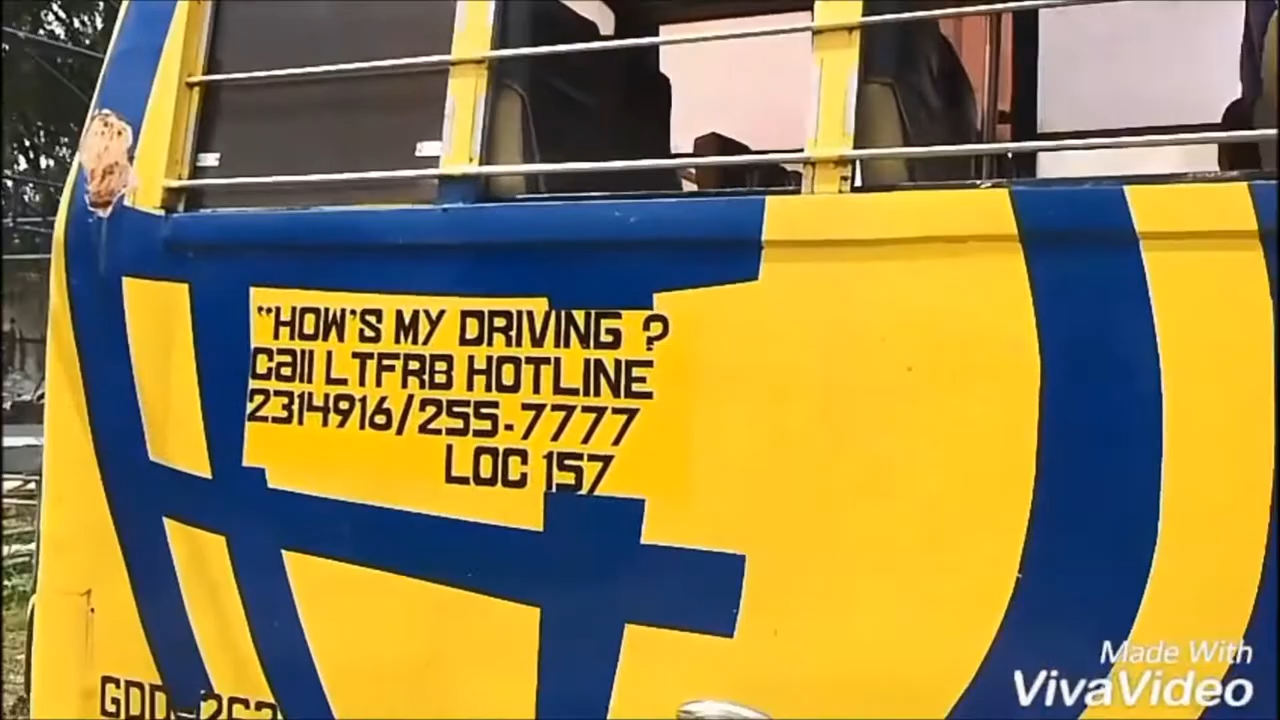 "HOW'S MY DRIVING ?
Call LTFRB HOTLINE
2314916/255-7777
LOC 157
Made With
VivaVideo